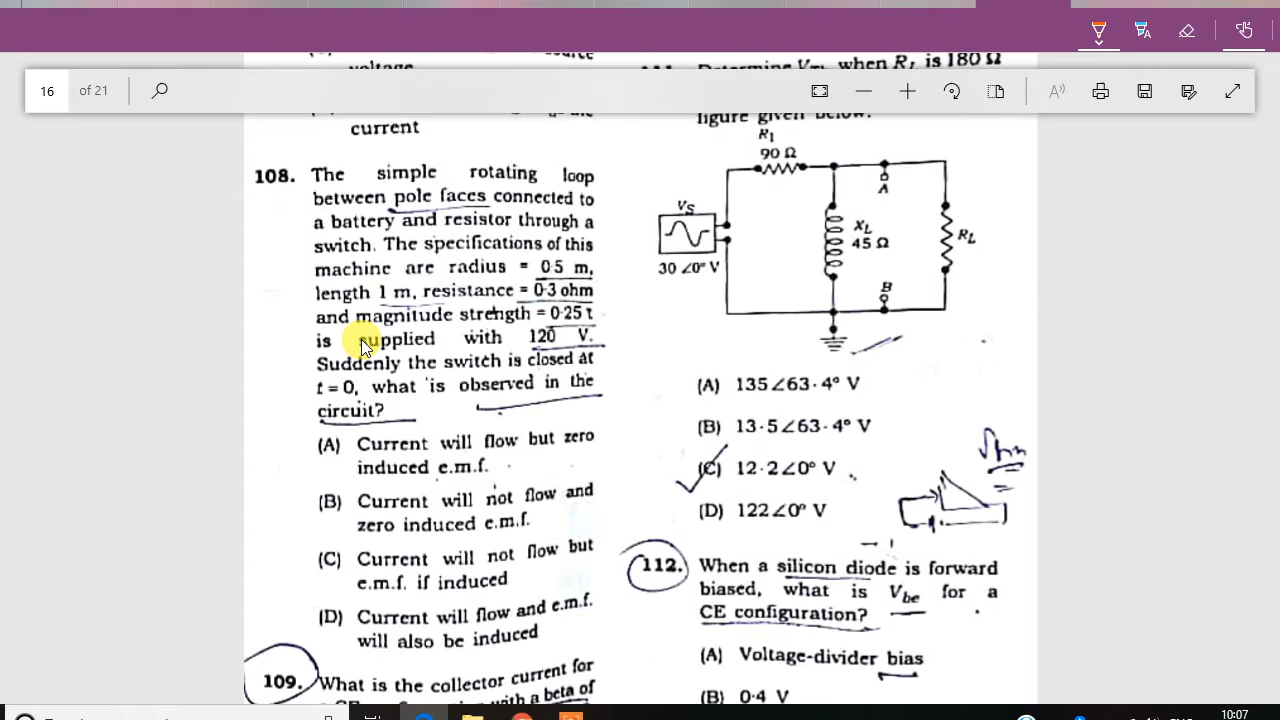 16
of 21
voltage
current
108. The simple rotating loop
between pole faces connected to
a battery and resistor through a
switch. The specifications of this
machine are radius = 0·5 m,
length 1 m, resistance = 0·3 ohm
and magnitude strength = 0·25 t
is supplied with 120 V.
Suddenly the switch is closed at
t = 0, what is observed in the
circuit?
(A) Current will flow but zero
induced e.m.f.
(B) Current will not flow and
zero induced e.m.f.
(C) Current will not flow but
e.m.f. if induced
(D) Current will flow and e.m.f.
will also be induced
109. What is the collector current for
with a beta of
when R_L is 180 Ω
figure given below.
R1
90 Ω
A
VS
XL
45 Ω
RL
30 ∠0° V
B
(A) 135∠63·4° V
(B) 13·5∠63·4° V
(C) 12·2∠0° V
(D) 122∠0° V
112. When a silicon diode is forward
biased, what is Vbe for a
CE configuration?
(A) Voltage-divider bias
(B) 0·4 V
10:07